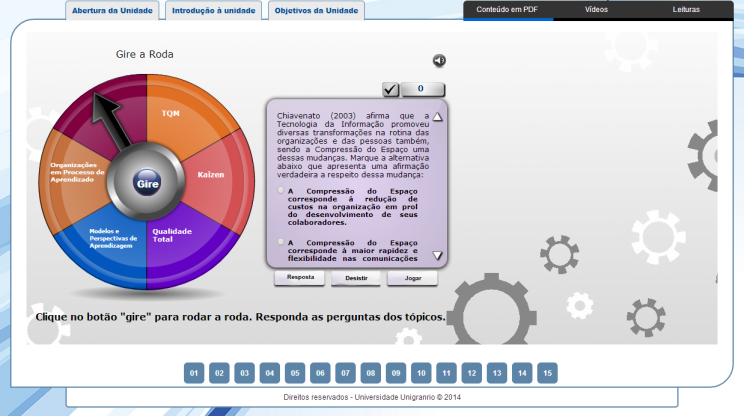 Abertura da Unidade
Introdução à unidade
Objetivos da Unidade
Conteúdo em PDF
Vídeos
Leituras
Gire a Roda
0
TQM
Kaizen
Qualidade
Total
Modelos e
Perspectivas de
Aprendizagem
Organizações
em Processo de
Aprendizado
Gire
Chiavenato (2003) afirma que a
Tecnologia da Informação promoveu
diversas transformações na rotina das
organizações e das pessoas também,
sendo a Compressão do Espaço uma
dessas mudanças. Marque a alternativa
abaixo que apresenta uma afirmação
verdadeira a respeito dessa mudança:
A Compressão do Espaço
corresponde à redução de
custos na organização em prol
do desenvolvimento de seus
colaboradores.
A Compressão do Espaço
corresponde à maior rapidez e
flexibilidade nas comunicações
Resposta
Desistir
Jogar
Clique no botão "gire" para rodar a roda. Responda as perguntas dos tópicos.
01 02 03 04 05 06 07 08 09 10 11 12 13 14 15
Direitos reservados - Universidade Unigranrio © 2014